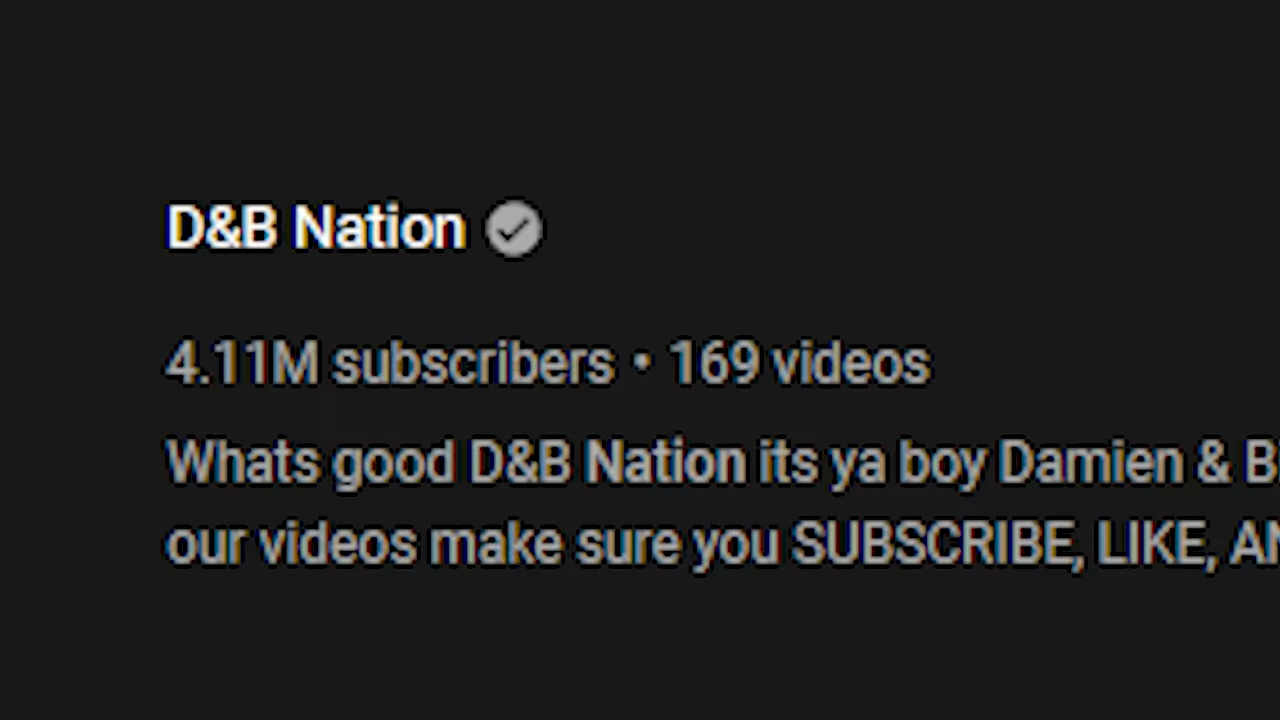 D&B Nation
4.11M subscribers • 169 videos
Whats good D&B Nation its ya boy Damien & B
our videos make sure you SUBSCRIBE, LIKE, AN